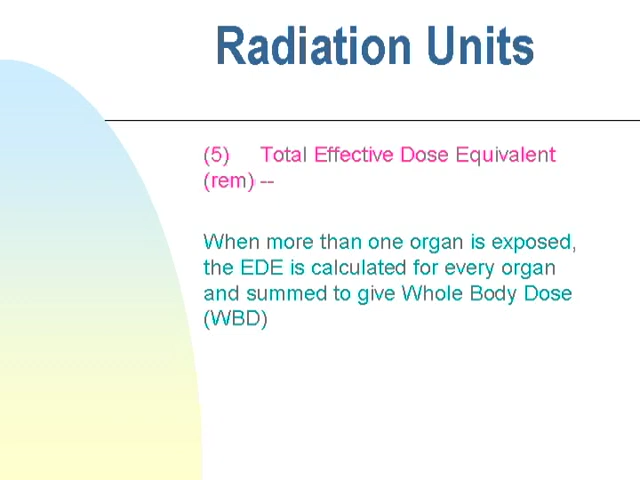 Radiation Units
(5) Total Effective Dose Equivalent
(rem) --
When more than one organ is exposed,
the EDE is calculated for every organ
and summed to give Whole Body Dose
(WBD)